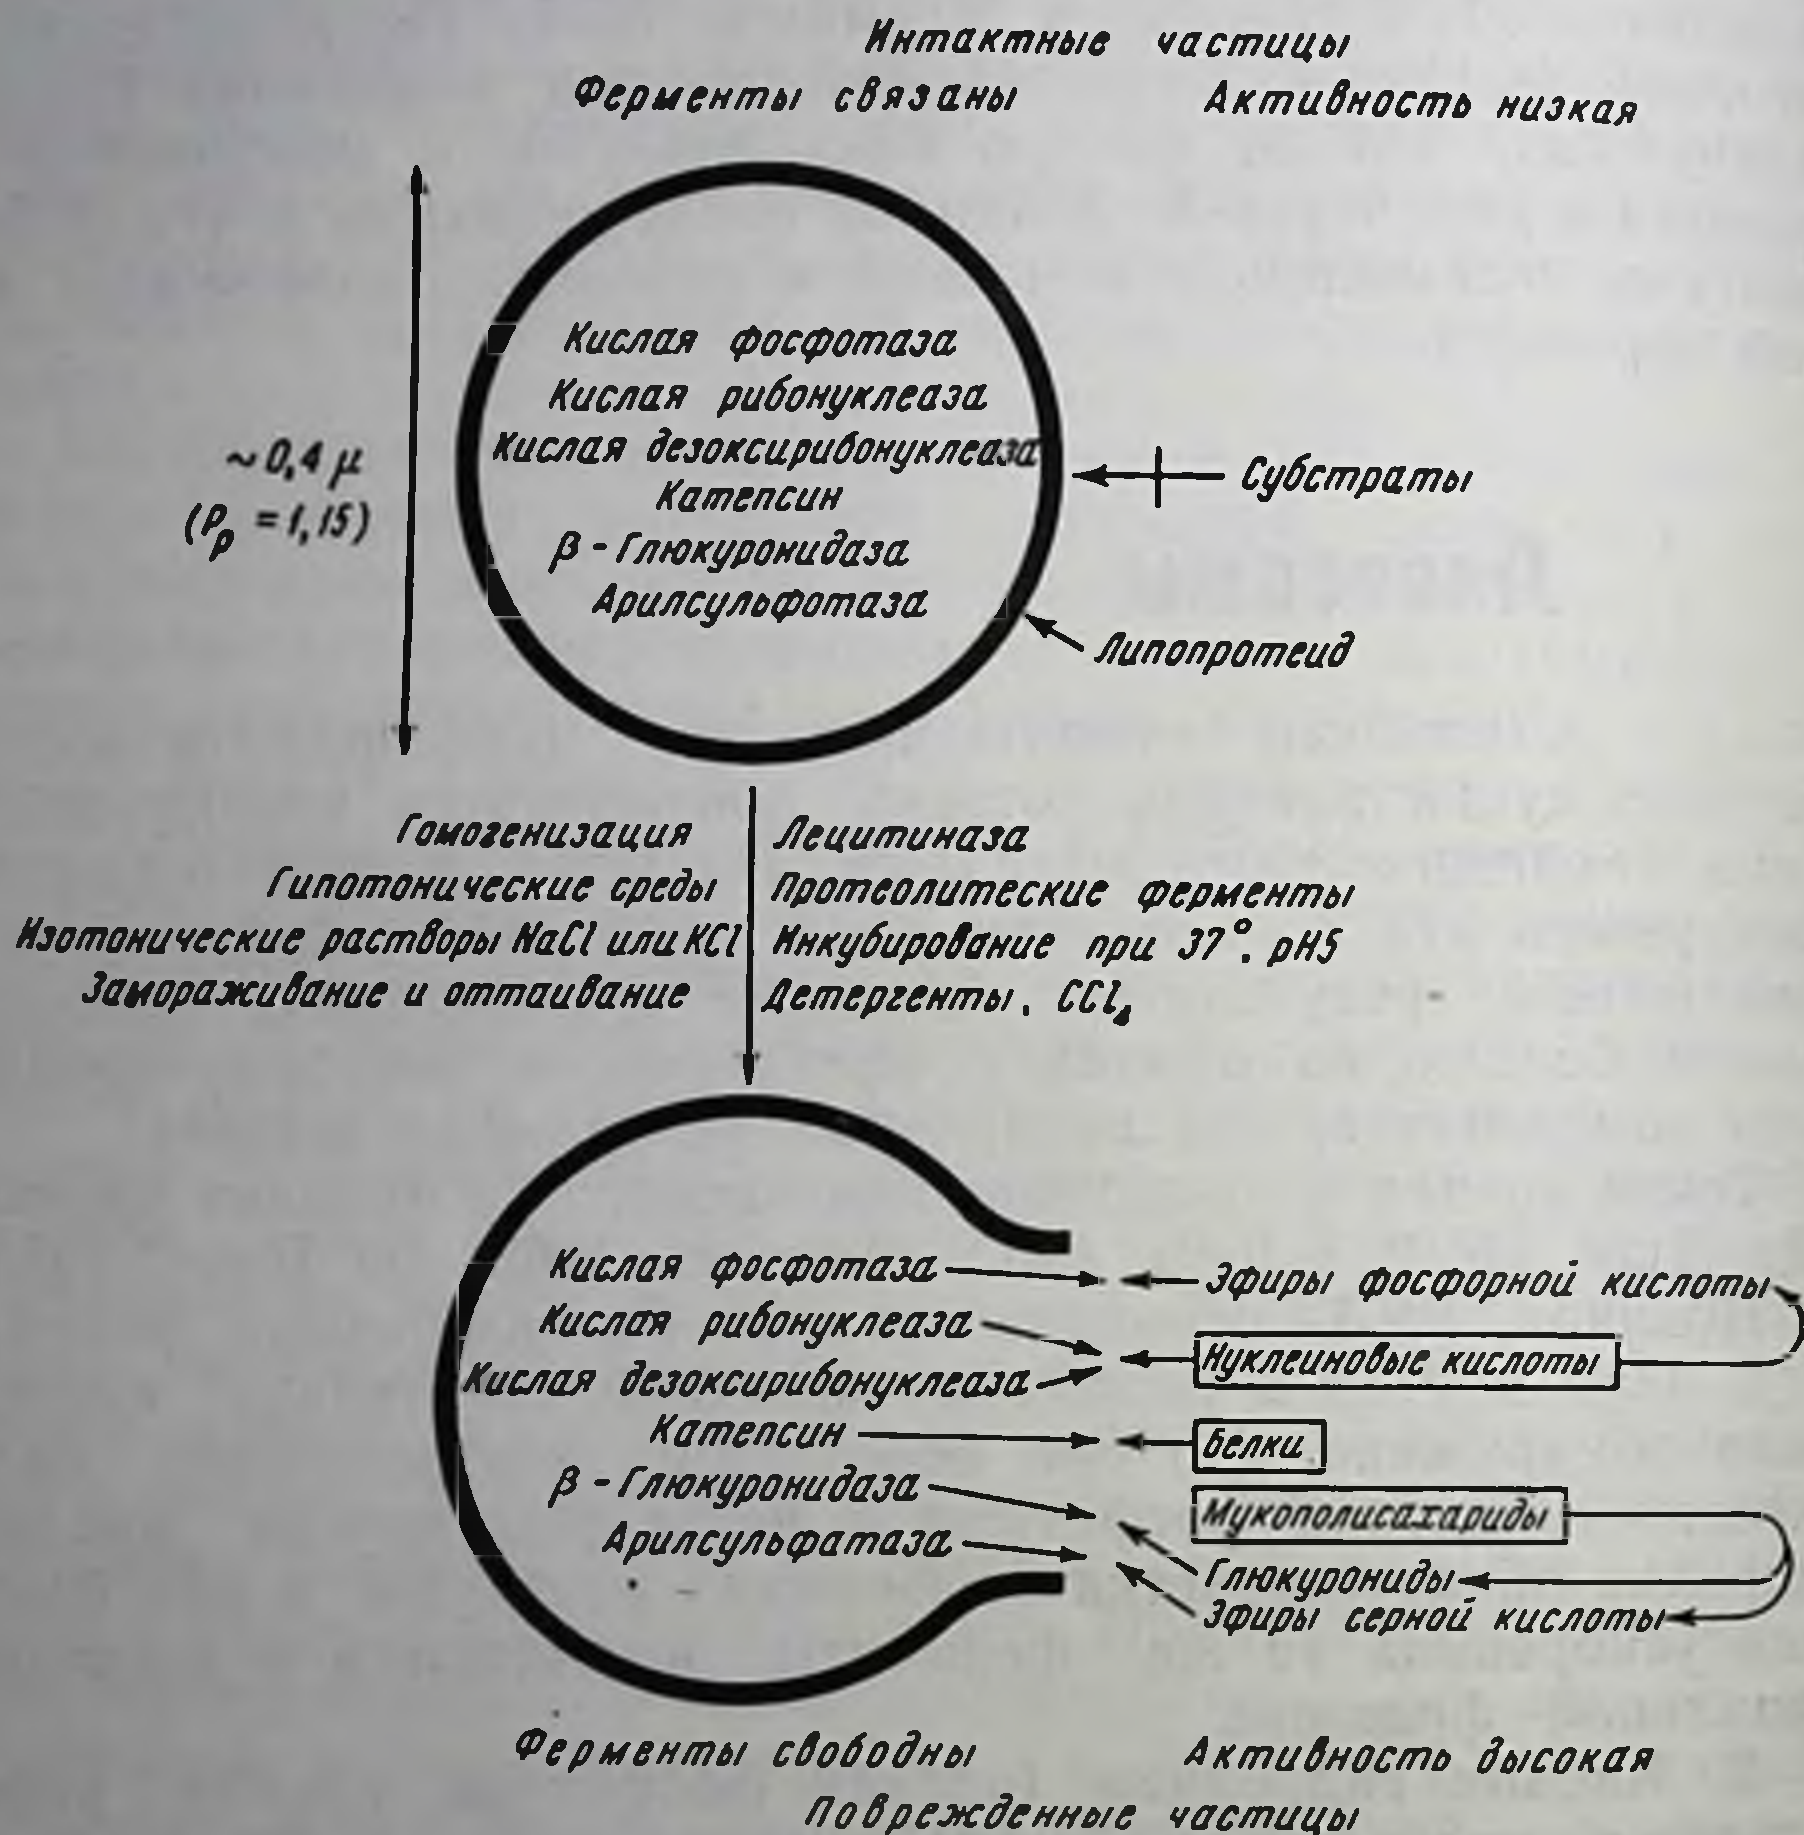 Интактные частицы
Ферменты связаны Активность низкая
Кислая фосфотаза
Кислая рибонуклеаза
Кислая дезоксирибонуклеаза
Катепсин
β - Глюкуронидаза
Арилсульфотаза
~ 0,4 μ
(Pр = 1,15)
Субстраты
Липопротеид
Гомогенизация
Гипотонические среды
Изотонические растворы NaCl или KCl
Замораживание и оттаивание
Лецитиназа
Протеолитеские ферменты
Инкубирование при 37°. pH5
Детергенты. CCl₄
Кислая фосфотаза
Кислая рибонуклеаза
Кислая дезоксирибонуклеаза
Катепсин
β - Глюкуронидаза
Арилсульфатаза
Эфиры фосфорной кислоты
Нуклеиновые кислоты
белки
Мукополисахариды
Глюкурониды
Эфиры серной кислоты
Ферменты свободны Активность высокая
Поврежденные частицы